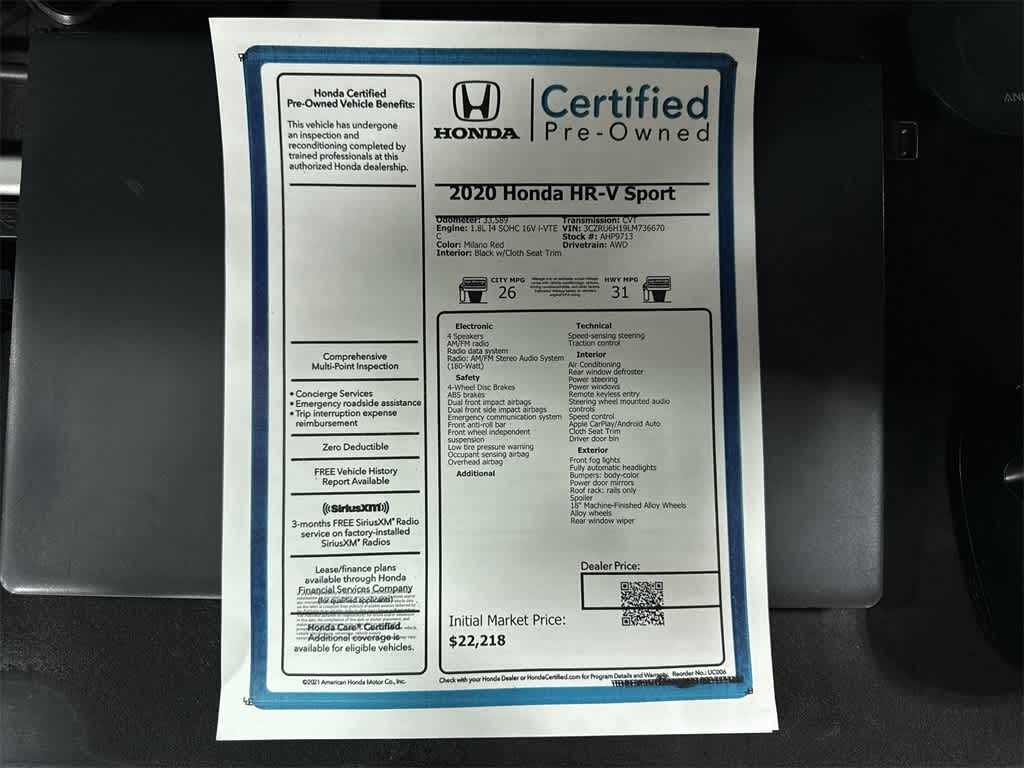 Honda Certified
Pre-Owned Vehicle Benefits:
This vehicle has undergone
an inspection and
reconditioning completed by
trained professionals at this
authorized Honda dealership.
Comprehensive
Multi-Point Inspection
• Concierge Services
• Emergency roadside assistance
• Trip interruption expense
reimbursement
Zero Deductible
FREE Vehicle History
Report Available
((SiriusXM))
3-months FREE SiriusXM® Radio
service on factory-installed
SiriusXM® Radios
Lease/finance plans
available through Honda
Financial Services Company
(for qualified applicants)
Honda Care® Certified
Additional coverage is
available for eligible vehicles.
©2021 American Honda Motor Co., Inc.
HONDA
Certified
Pre-Owned
2020 Honda HR-V Sport
Odometer: 33,589
Engine: 1.8L I4 SOHC 16V i-VTE
C
Color: Milano Red
Interior: Black w/Cloth Seat Trim
Transmission: CVT
VIN: 3CZRU6H19LM736670
Stock #: AHP9713
Drivetrain: AWD
CITY MPG
26
HWY MPG
31
Electronic
4 Speakers
AM/FM radio
Radio data system
Radio: AM/FM Stereo Audio System
(180-Watt)
Safety
4-Wheel Disc Brakes
ABS brakes
Dual front impact airbags
Dual front side impact airbags
Emergency communication system
Front anti-roll bar
Front wheel independent
suspension
Low tire pressure warning
Occupant sensing airbag
Overhead airbag
Additional
Technical
Speed-sensing steering
Traction control
Interior
Air Conditioning
Rear window defroster
Power steering
Power windows
Remote keyless entry
Steering wheel mounted audio
controls
Speed control
Apple CarPlay/Android Auto
Cloth Seat Trim
Driver door bin
Exterior
Front fog lights
Fully automatic headlights
Bumpers: body-color
Power door mirrors
Roof rack: rails only
Spoiler
18" Machine-Finished Alloy Wheels
Alloy wheels
Rear window wiper
Dealer Price:
Initial Market Price:
$22,218
Check with your Honda Dealer or HondaCertified.com for Program Details and Warranty. Reorder No.: UC006